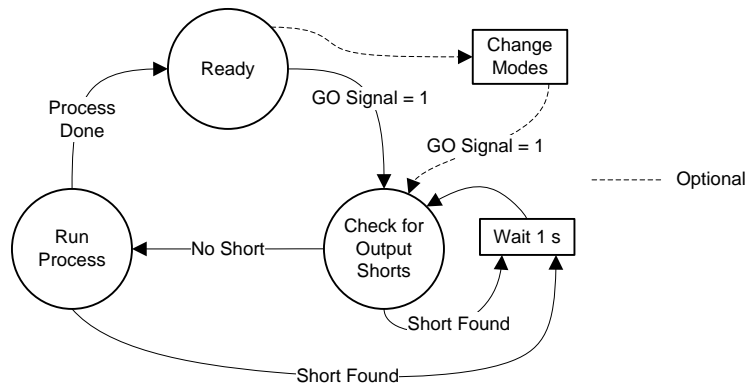 Ready
Change
Modes
Process
Done
GO Signal = 1
GO Signal = 1
Optional
Run
Process
No Short
Check for
Output
Shorts
Wait 1 s
Short Found
Short Found